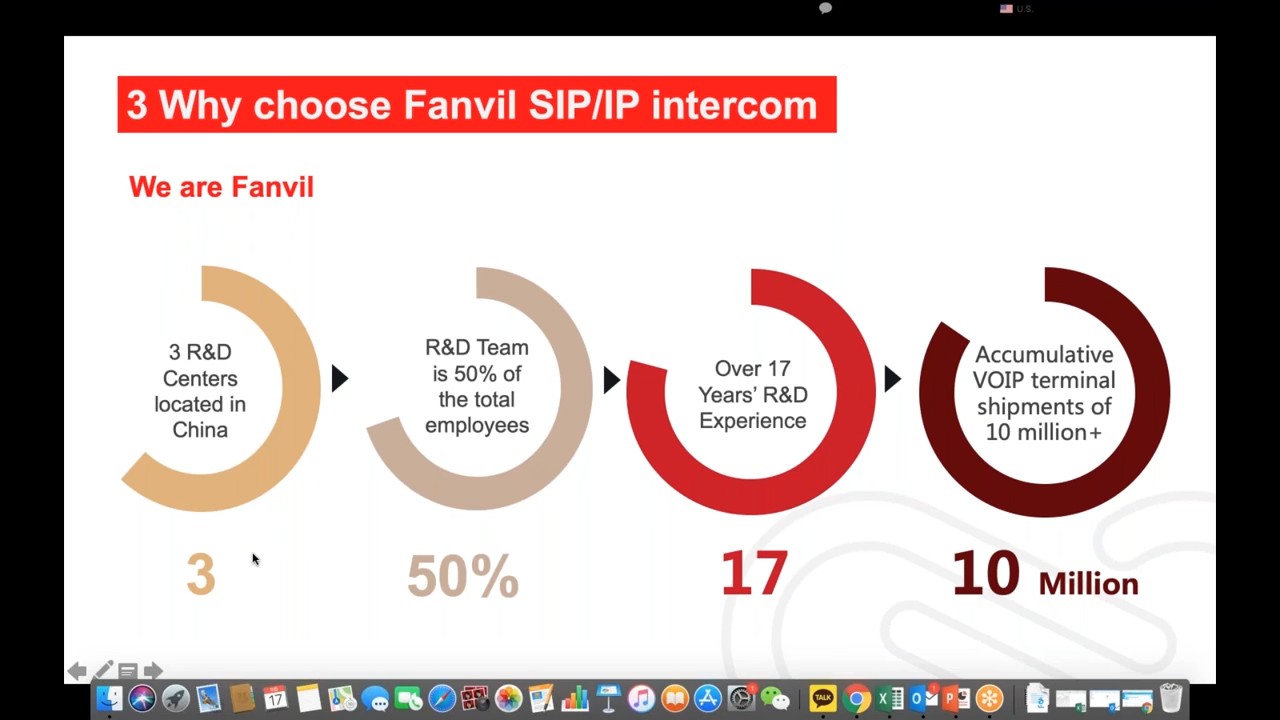 U.S.
3 Why choose Fanvil SIP/IP intercom
We are Fanvil
3 R&D
Centers
located in
China
R&D Team
is 50% of
the total
employees
Over 17
Years’ R&D
Experience
Accumulative
VOIP terminal
shipments of
10 million+
3
50%
17
10 Million
17
TALK